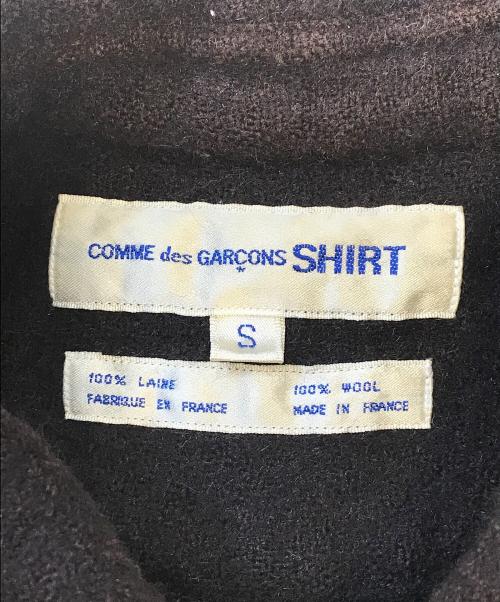 COMME des GARÇONS SHIRT
*
S
100% LAINE
FABRIQUE EN FRANCE
100% WOOL
MADE IN FRANCE